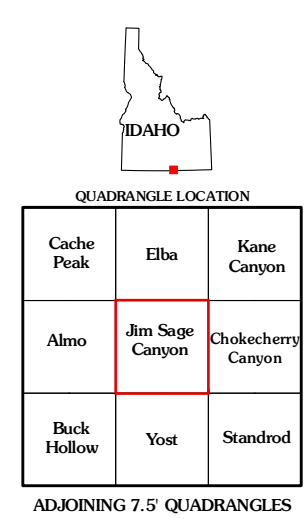 IDAHO
QUADRANGLE LOCATION
Cache
Peak
Elba
Kane
Canyon
Almo
Jim Sage
Canyon
Chokecherry
Canyon
Buck
Hollow
Yost
Standrod
ADJOINING 7.5' QUADRANGLES